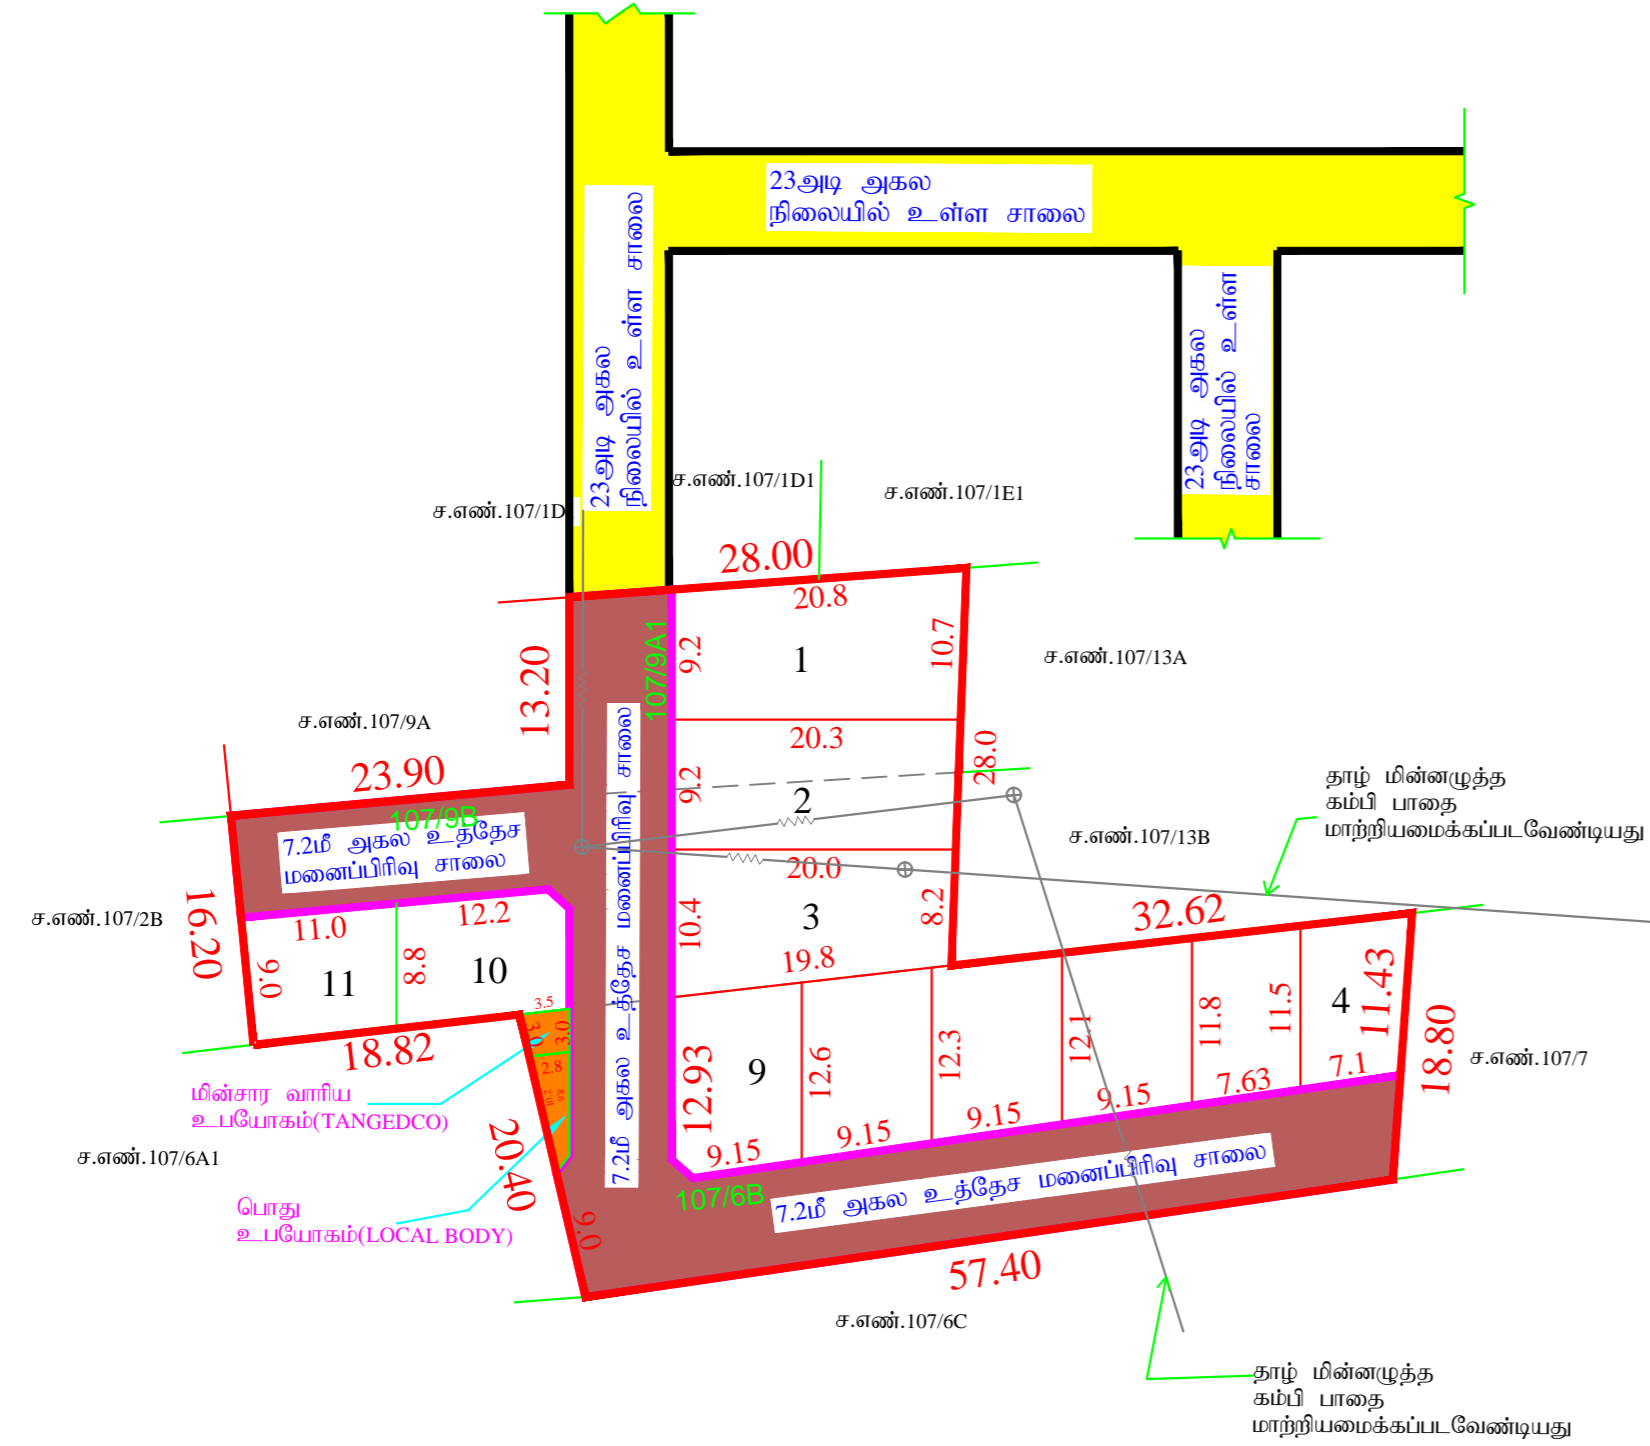 23அடி அகல
நிலையில் உள்ள சாலை
23அடி அகல
நிலையில் உள்ள சாலை
23அடி அகல
நிலையில் உள்ள
சாலை
ச.எண்.107/1D
ச.எண்.107/1D1
ச.எண்.107/1E1
28.00
20.8
107/9A1
9.2
1
10.7
13.20
ச.எண்.107/13A
ச.எண்.107/9A
20.3
28.0
23.90
9.2
2
107/9B
7.2மீ அகல உத்தேச
மனைப்பிரிவு சாலை
7.2மீ அகல உத்தேச மனைப்பிரிவு சாலை
தாழ் மின்னழுத்த
கம்பி பாதை
மாற்றியமைக்கப்படவேண்டியது
ச.எண்.107/13B
20.0
10.4
3
8.2
19.8
32.62
ச.எண்.107/2B
16.20
11.0
12.2
9.0
11
8.8
10
18.82
3.5
3.0
3.0
2.8
12.93
9
12.6
12.3
12.1
11.8
11.5
4
11.43
18.80
ச.எண்.107/7
7.1
7.63
9.15
9.15
9.15
9.15
மின்சார வாரிய
உபயோகம்(TANGEDCO)
ச.எண்.107/6A1
20.40
பொது
உபயோகம்(LOCAL BODY)
9.0
107/6B
7.2மீ அகல உத்தேச மனைப்பிரிவு சாலை
57.40
ச.எண்.107/6C
தாழ் மின்னழுத்த
கம்பி பாதை
மாற்றியமைக்கப்படவேண்டியது